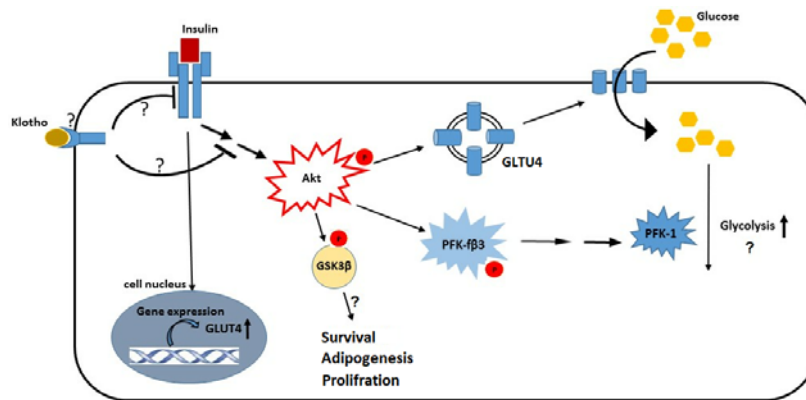 Insulin
Glucose
Klotho
?
?
?
P
Akt
GLTU4
P
GSK3β
PFK-fβ3
P
PFK-1
Glycolysis
?
cell nucleus
Gene expression
GLUT4
?
Survival
Adipogenesis
Prolifration